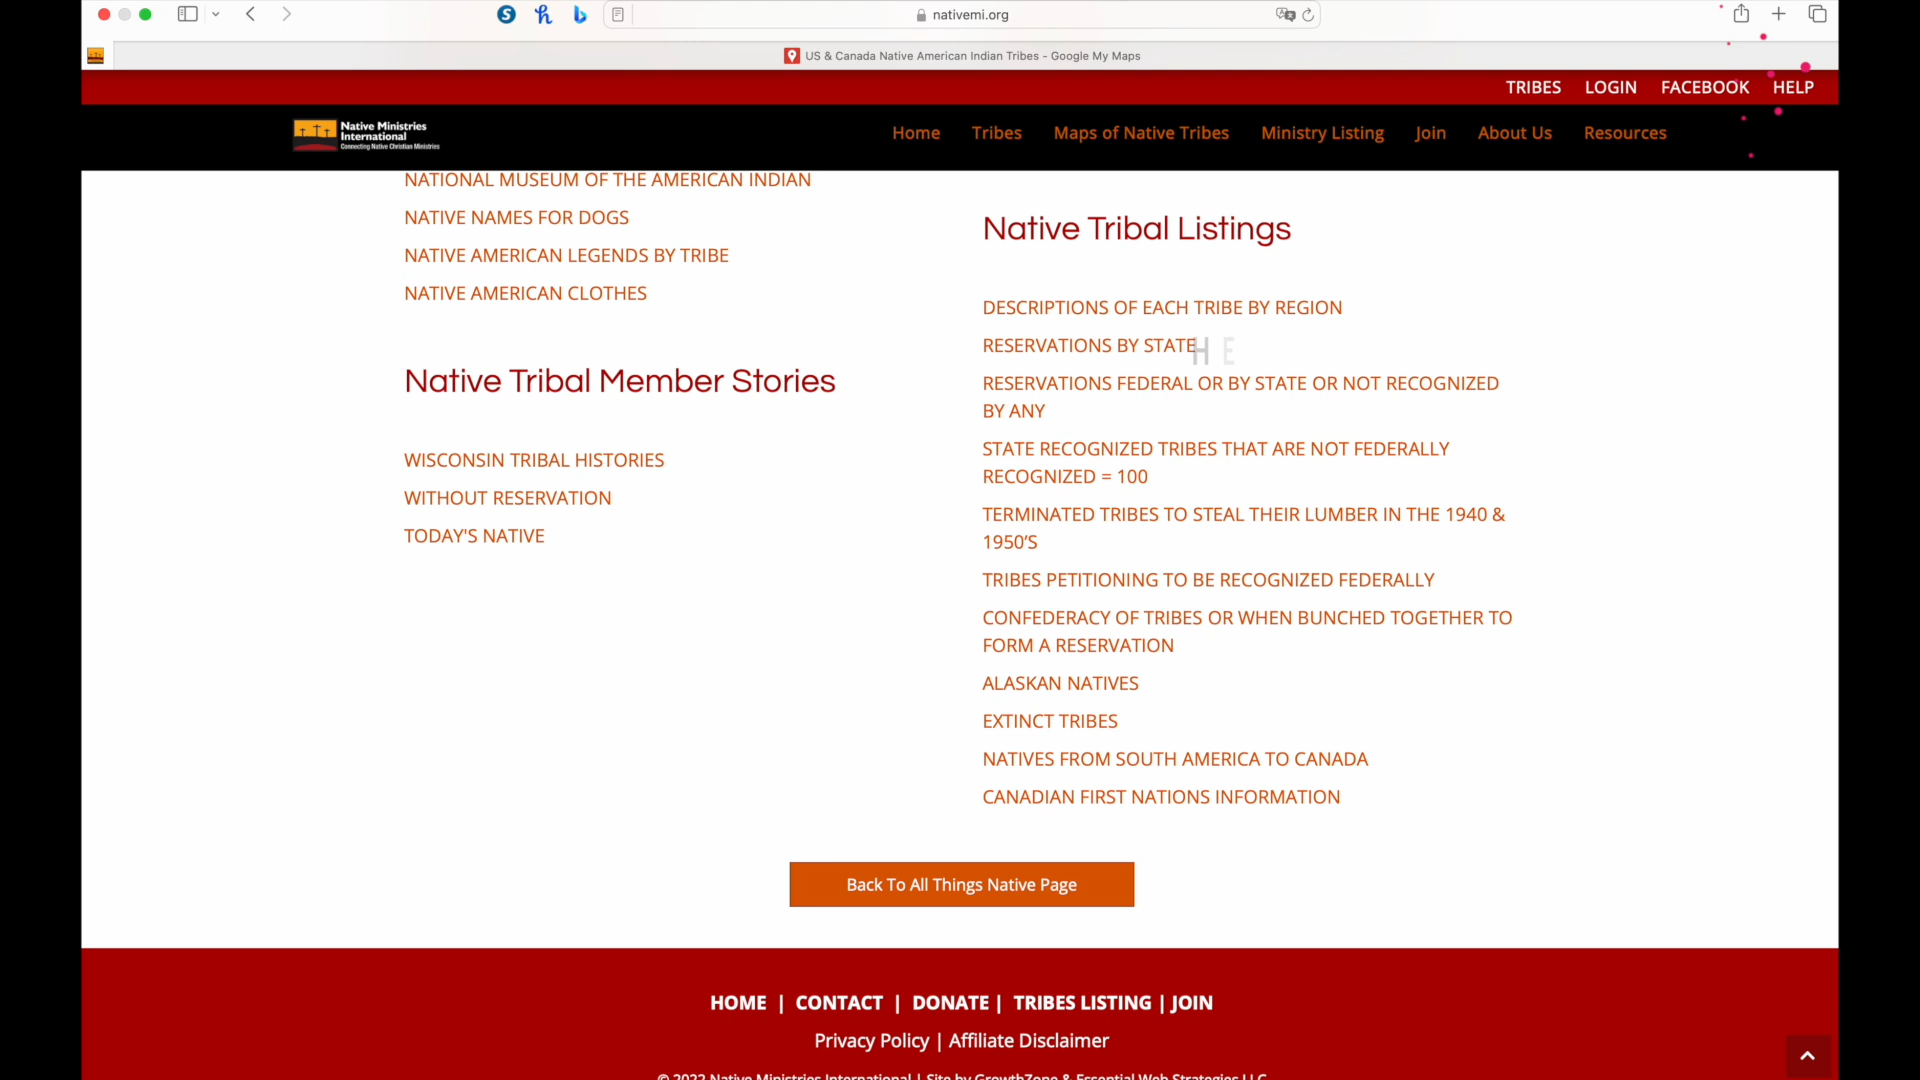 nativemi.org
US & Canada Native American Indian Tribes - Google My Maps
TRIBES LOGIN FACEBOOK HELP
Native Ministries
International
Connecting Native Christian Ministries
Home Tribes Maps of Native Tribes Ministry Listing Join About Us Resources
NATIONAL MUSEUM OF THE AMERICAN INDIAN
NATIVE NAMES FOR DOGS
NATIVE AMERICAN LEGENDS BY TRIBE
NATIVE AMERICAN CLOTHES
Native Tribal Member Stories
WISCONSIN TRIBAL HISTORIES
WITHOUT RESERVATION
TODAY'S NATIVE
Native Tribal Listings
DESCRIPTIONS OF EACH TRIBE BY REGION
RESERVATIONS BY STATE
H E
RESERVATIONS FEDERAL OR BY STATE OR NOT RECOGNIZED
BY ANY
STATE RECOGNIZED TRIBES THAT ARE NOT FEDERALLY
RECOGNIZED = 100
TERMINATED TRIBES TO STEAL THEIR LUMBER IN THE 1940 &
1950’S
TRIBES PETITIONING TO BE RECOGNIZED FEDERALLY
CONFEDERACY OF TRIBES OR WHEN BUNCHED TOGETHER TO
FORM A RESERVATION
ALASKAN NATIVES
EXTINCT TRIBES
NATIVES FROM SOUTH AMERICA TO CANADA
CANADIAN FIRST NATIONS INFORMATION
Back To All Things Native Page
HOME | CONTACT | DONATE | TRIBES LISTING | JOIN
Privacy Policy | Affiliate Disclaimer
© 2022 Native Ministries International | Site by GrowthZone & Essential Web Strategies LLC